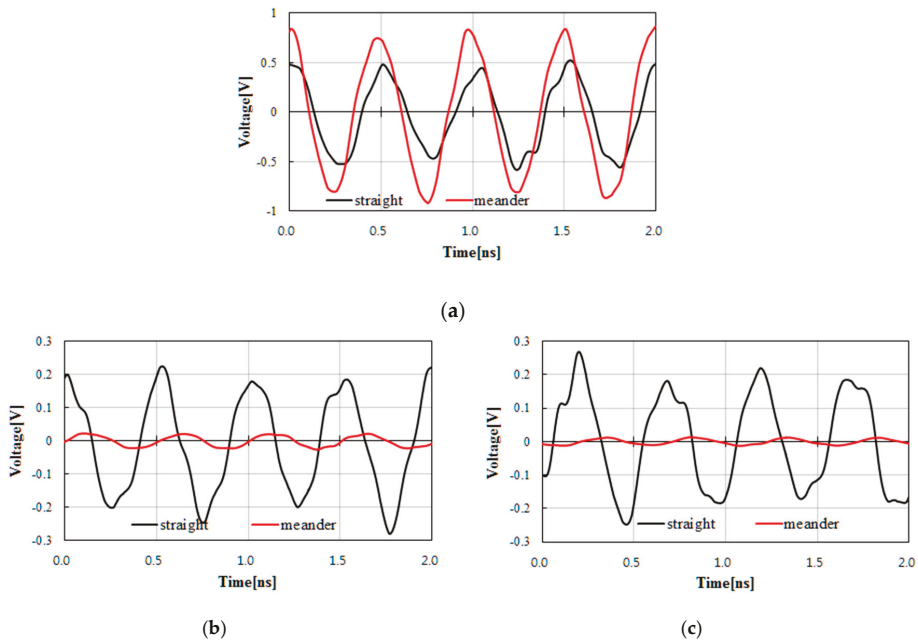 1
0.5
0
-0.5
-1
Voltage[V]
straight
meander
0.0
0.5
1.0
1.5
2.0
Time[ns]
(a)
0.3
0.2
0.1
0
-0.1
-0.2
-0.3
Voltage[V]
straight
meander
0.0
0.5
1.0
1.5
2.0
Time[ns]
(b)
0.3
0.2
0.1
0
-0.1
-0.2
-0.3
Voltage[V]
straight
meander
0.0
0.5
1.0
1.5
2.0
Time[ns]
(c)